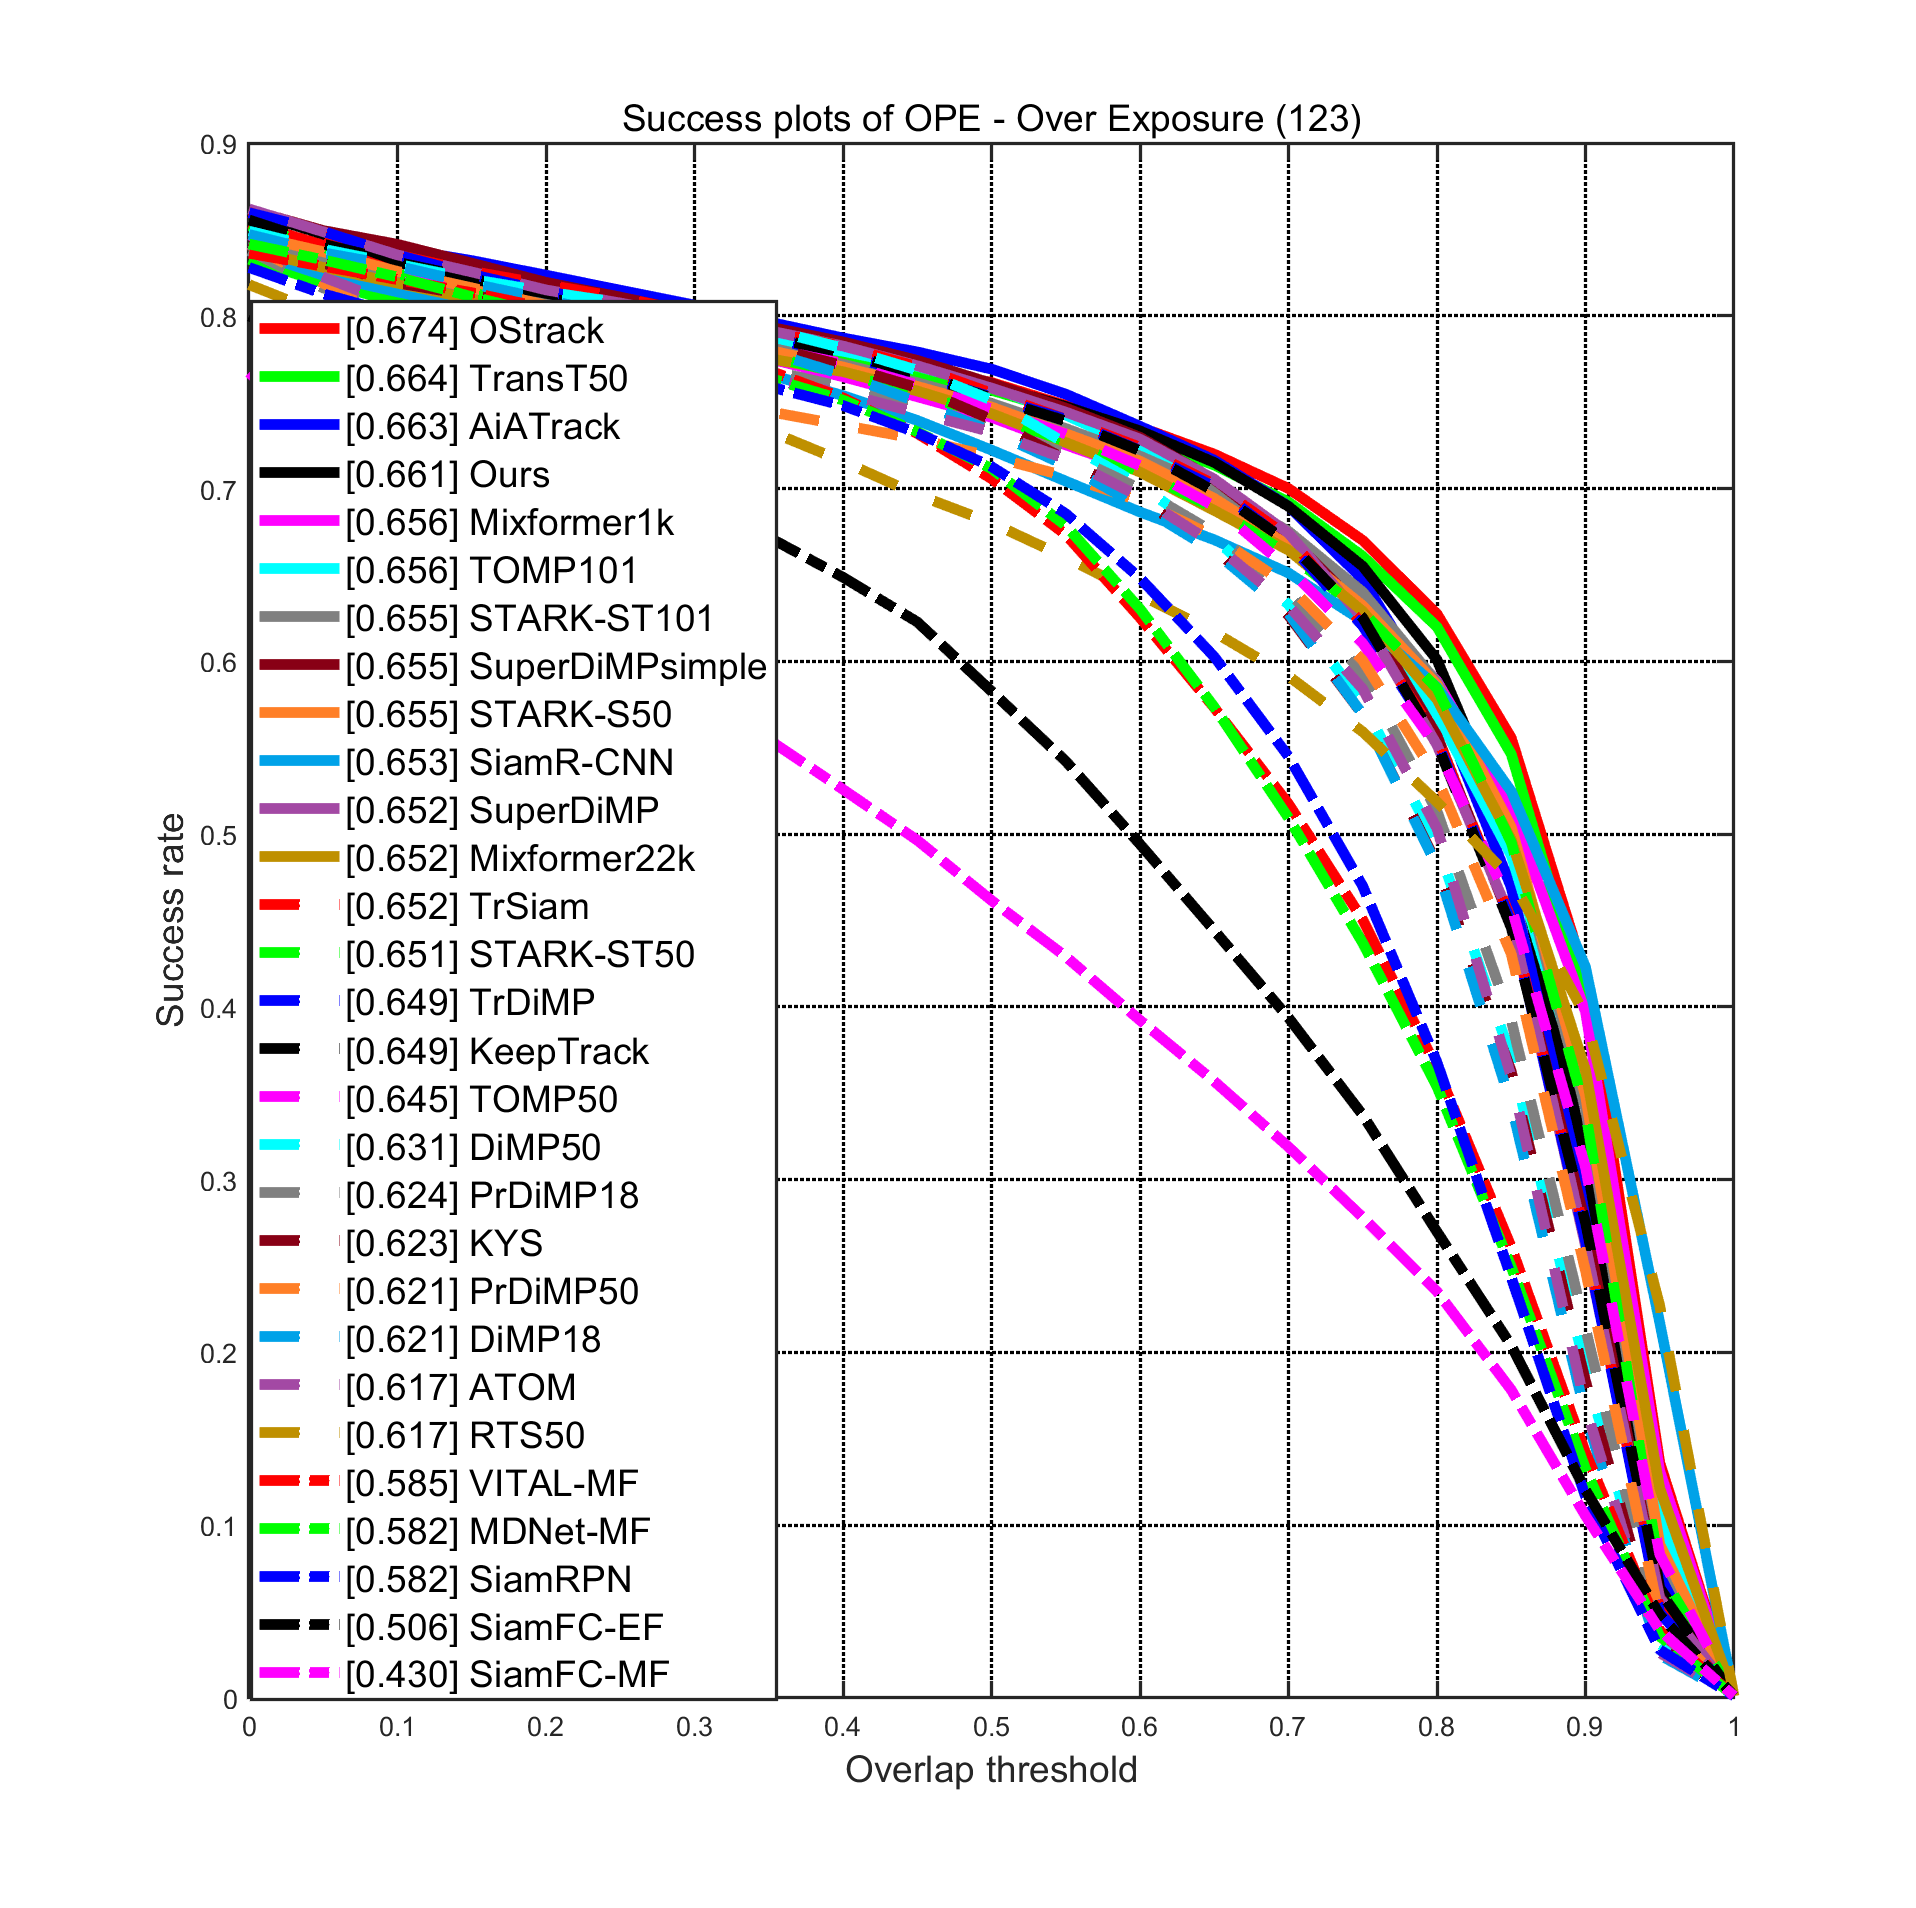 Success plots of OPE - Over Exposure (123)
0.9
0.8
0.7
0.6
0.5
0.4
0.3
0.2
0.1
0
Success rate
[0.674] OStrack
[0.664] TransT50
[0.663] AiATrack
[0.661] Ours
[0.656] Mixformer1k
[0.656] TOMP101
[0.655] STARK-ST101
[0.655] SuperDiMPsimple
[0.655] STARK-S50
[0.653] SiamR-CNN
[0.652] SuperDiMP
[0.652] Mixformer22k
[0.652] TrSiam
[0.651] STARK-ST50
[0.649] TrDiMP
[0.649] KeepTrack
[0.645] TOMP50
[0.631] DiMP50
[0.624] PrDiMP18
[0.623] KYS
[0.621] PrDiMP50
[0.621] DiMP18
[0.617] ATOM
[0.617] RTS50
[0.585] VITAL-MF
[0.582] MDNet-MF
[0.582] SiamRPN
[0.506] SiamFC-EF
[0.430] SiamFC-MF
0 0.1 0.2 0.3 0.4 0.5 0.6 0.7 0.8 0.9 1
Overlap threshold